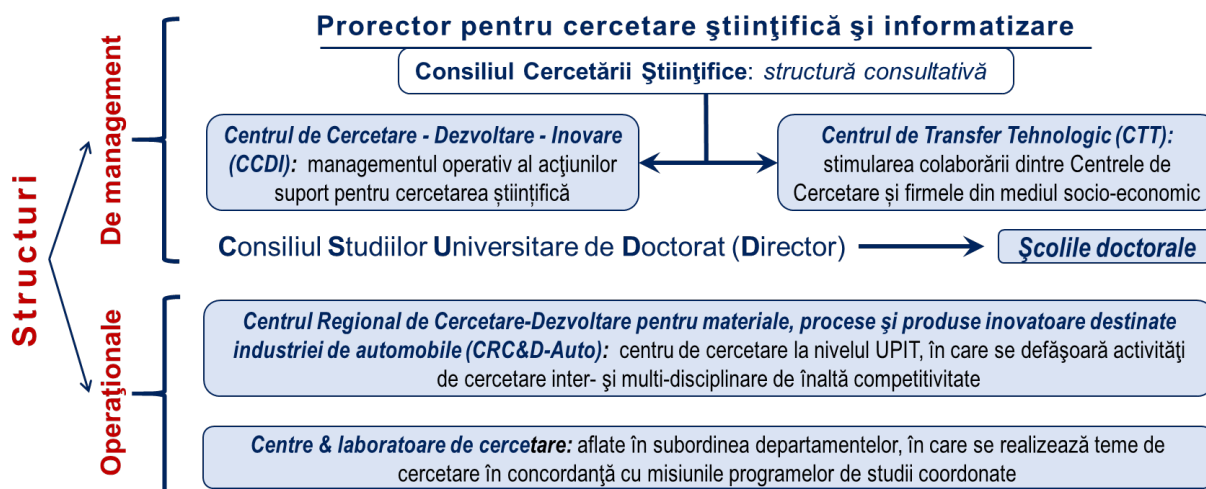 Structuri
De management
Prorector pentru cercetare ştiinţifică şi informatizare
Consiliul Cercetării Ştiinţifice: structură consultativă
Centrul de Cercetare - Dezvoltare - Inovare
(CCDI): managementul operativ al acţiunilor
suport pentru cercetarea științifică
Centrul de Transfer Tehnologic (CTT):
stimularea colaborării dintre Centrele de
Cercetare și firmele din mediul socio-economic
Consiliul Studiilor Universitare de Doctorat (Director)
Şcolile doctorale
Operaţionale
Centrul Regional de Cercetare-Dezvoltare pentru materiale, procese şi produse inovatoare destinate
industriei de automobile (CRC&D-Auto): centru de cercetare la nivelul UPIT, în care se defăşoară activităţi
de cercetare inter- şi multi-disciplinare de înaltă competitivitate
Centre & laboratoare de cercetare: aflate în subordinea departamentelor, în care se realizează teme de
cercetare în concordanţă cu misiunile programelor de studii coordonate